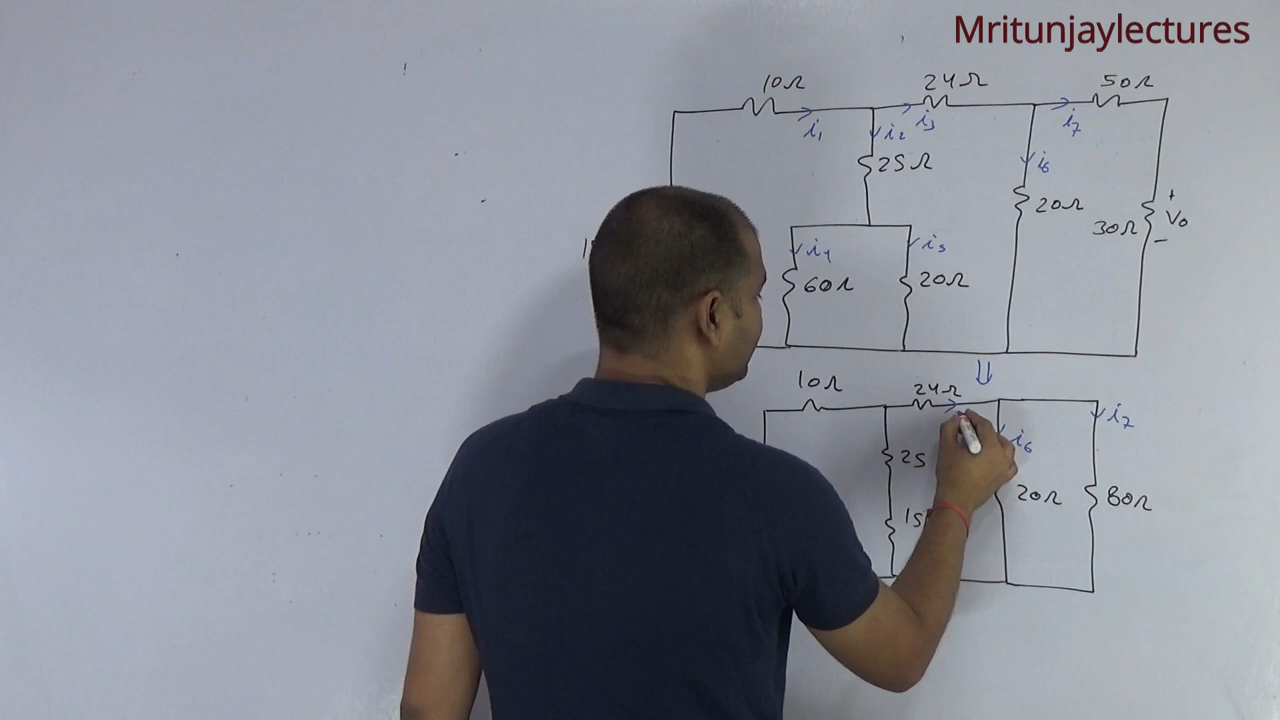 Mritunjaylectures
10Ω 24Ω 50Ω
i₁ i₂ i₃ i₇
25Ω i₆
20Ω 30Ω + V₀ −
i₄ i₅
60Ω 20Ω
⇓
10Ω 24Ω
i₆ i₇
25
20Ω 80Ω
15